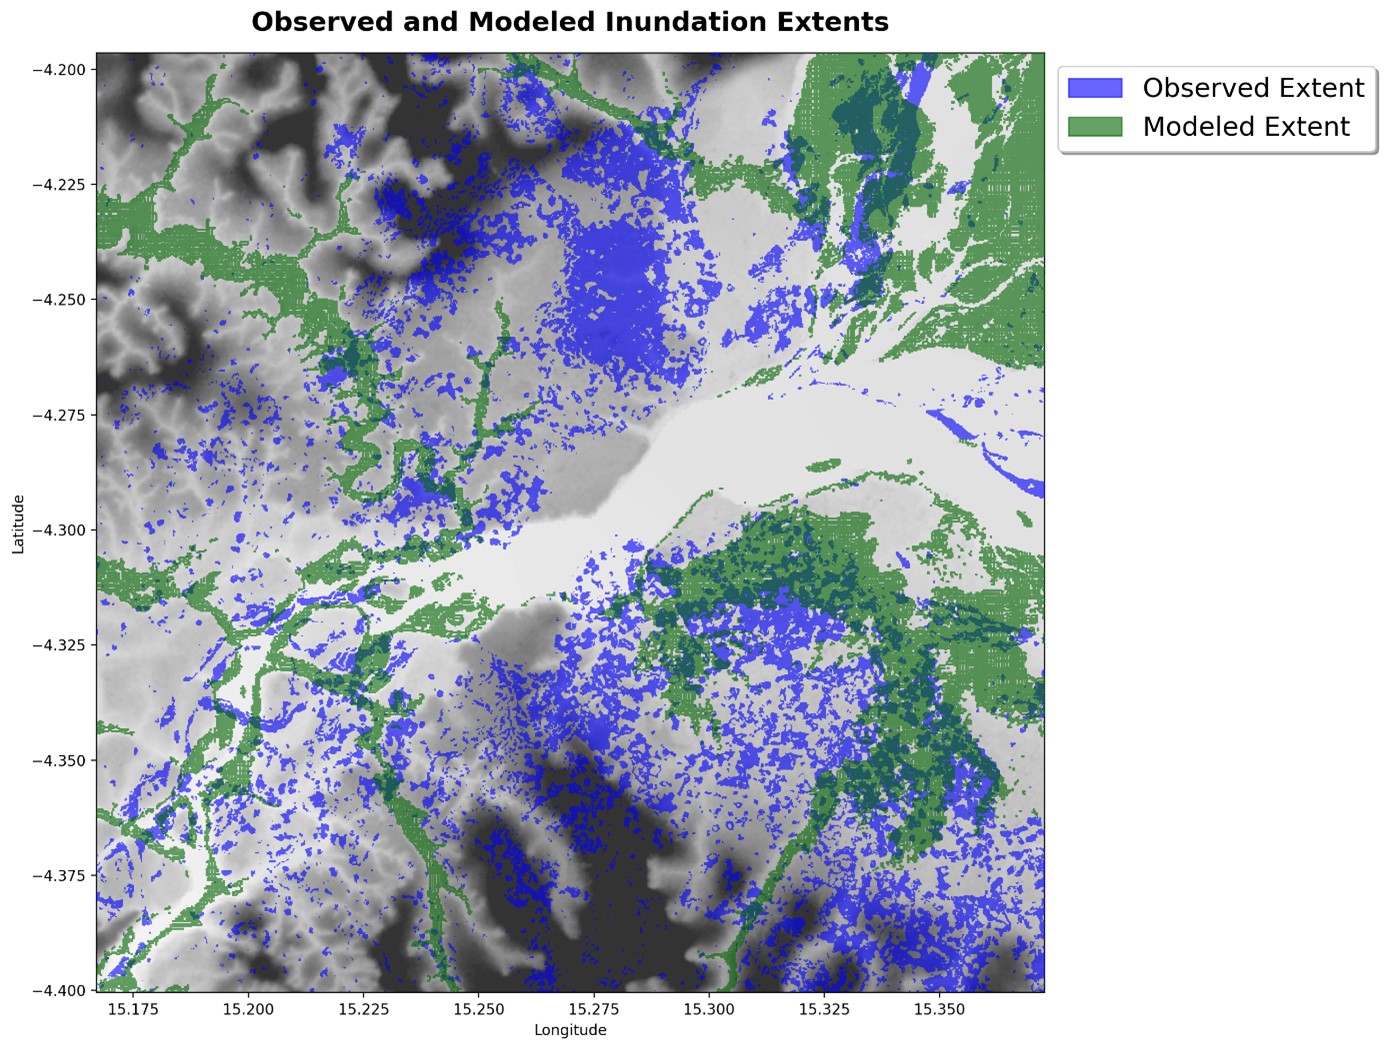 Observed and Modeled Inundation Extents
Observed Extent
Modeled Extent
−4.200
−4.225
−4.250
−4.275
−4.300
−4.325
−4.350
−4.375
−4.400
Latitude
15.175 15.200 15.225 15.250 15.275 15.300 15.325 15.350
Longitude